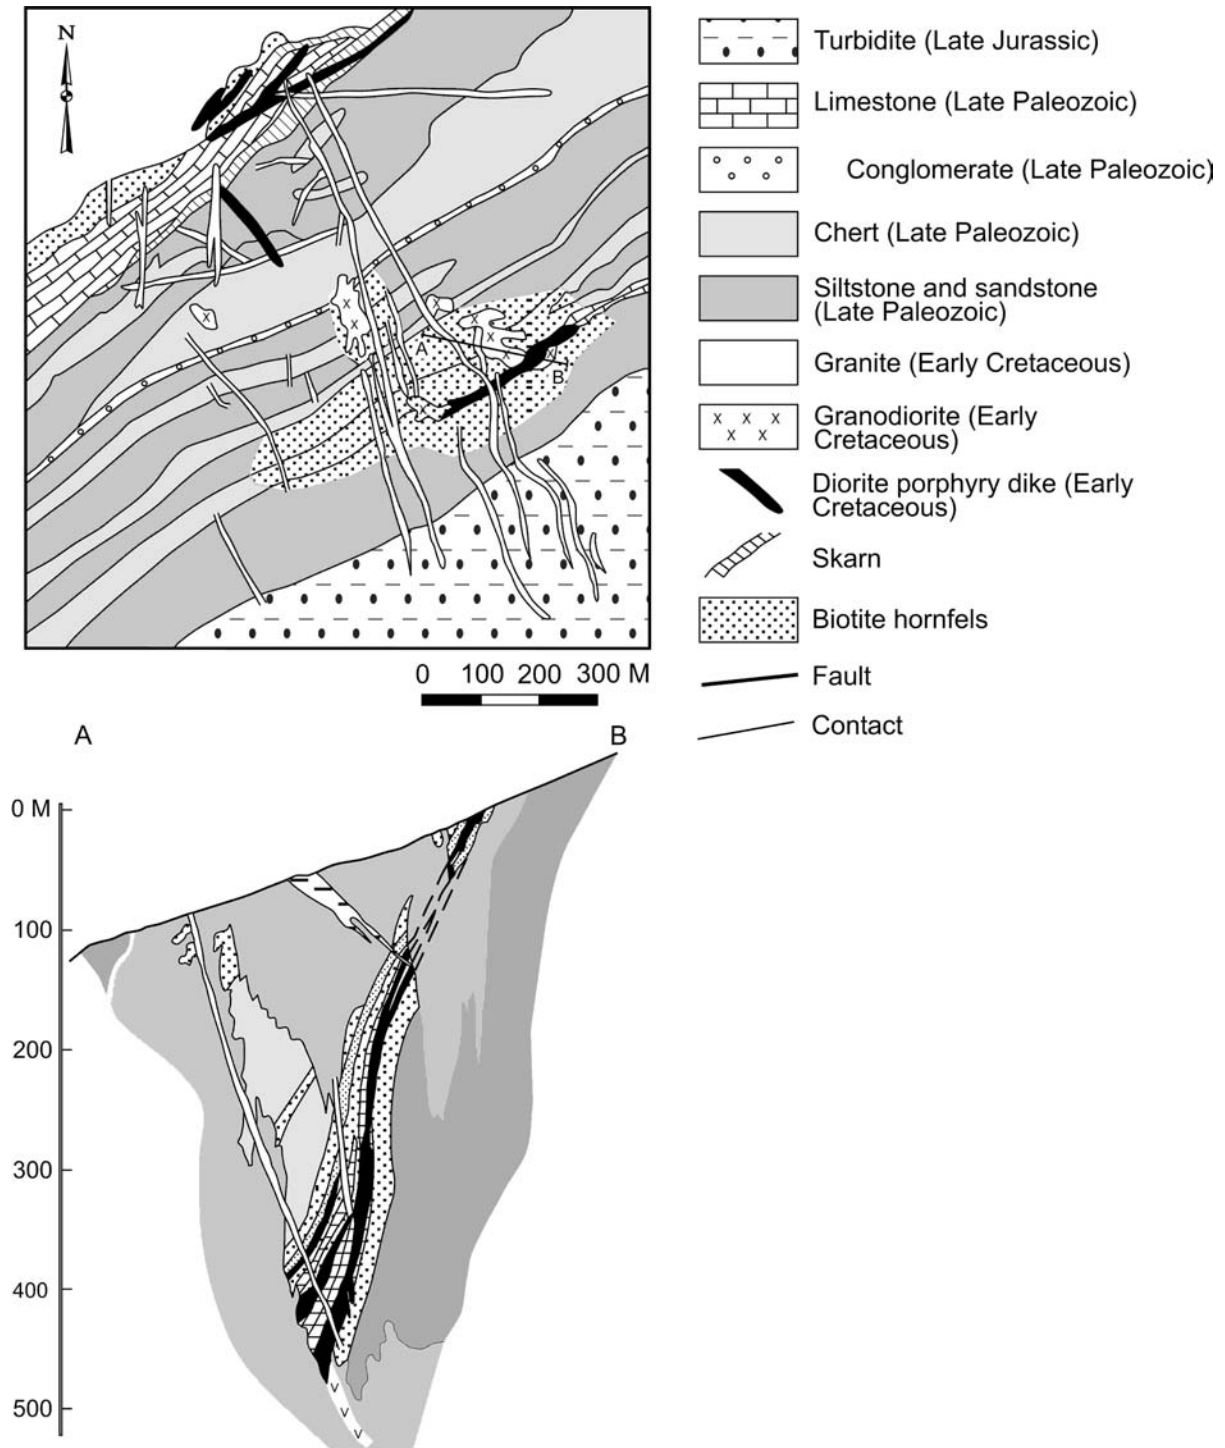 N
A
B
Turbidite (Late Jurassic)
Limestone (Late Paleozoic)
Conglomerate (Late Paleozoic)
Chert (Late Paleozoic)
Siltstone and sandstone
(Late Paleozoic)
Granite (Early Cretaceous)
Granodiorite (Early
Cretaceous)
Diorite porphyry dike (Early
Cretaceous)
Skarn
Biotite hornfels
Fault
Contact
0 100 200 300 M
A B
0 M
100
200
300
400
500